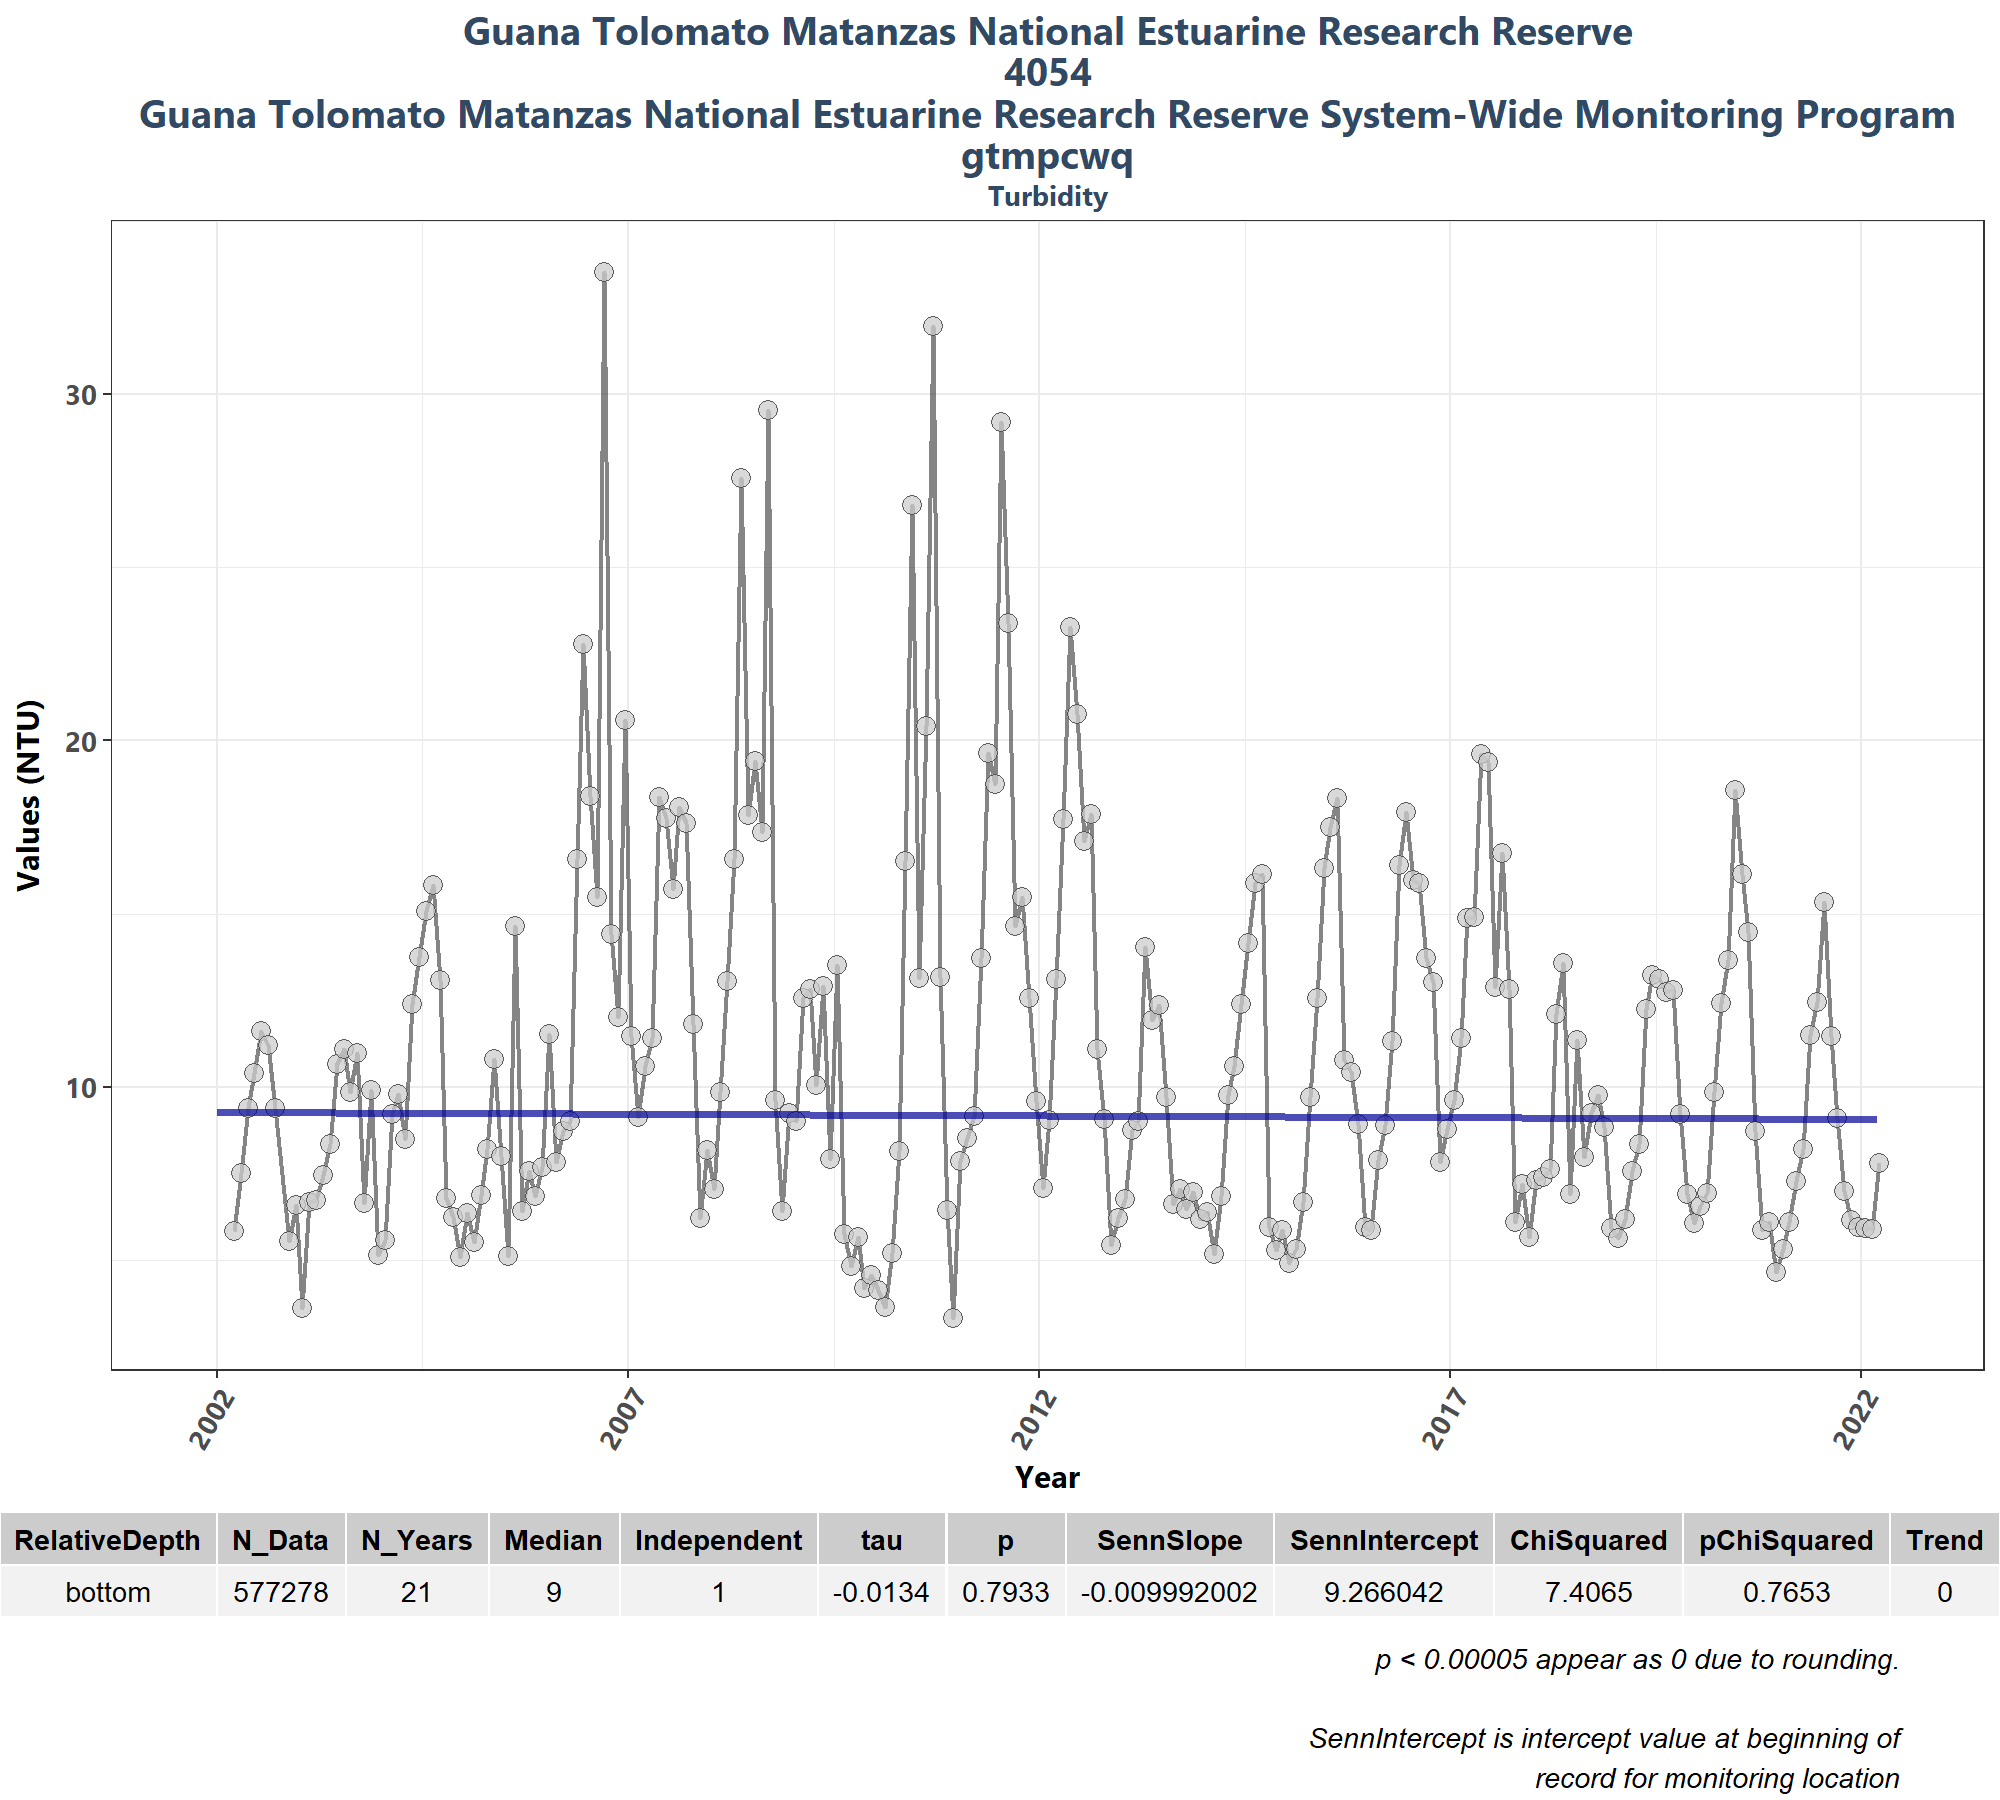 Guana Tolomato Matanzas National Estuarine Research Reserve
4054
Guana Tolomato Matanzas National Estuarine Research Reserve System-Wide Monitoring Program
gtmpcwq
Turbidity
Values (NTU)
30
20
10
2002 2007 2012 2017 2022
Year
RelativeDepth N_Data N_Years Median Independent tau p SennSlope SennIntercept ChiSquared pChiSquared Trend
bottom 577278 21 9 1 -0.0134 0.7933 -0.009992002 9.266042 7.4065 0.7653 0
p < 0.00005 appear as 0 due to rounding.
SennIntercept is intercept value at beginning of
record for monitoring location